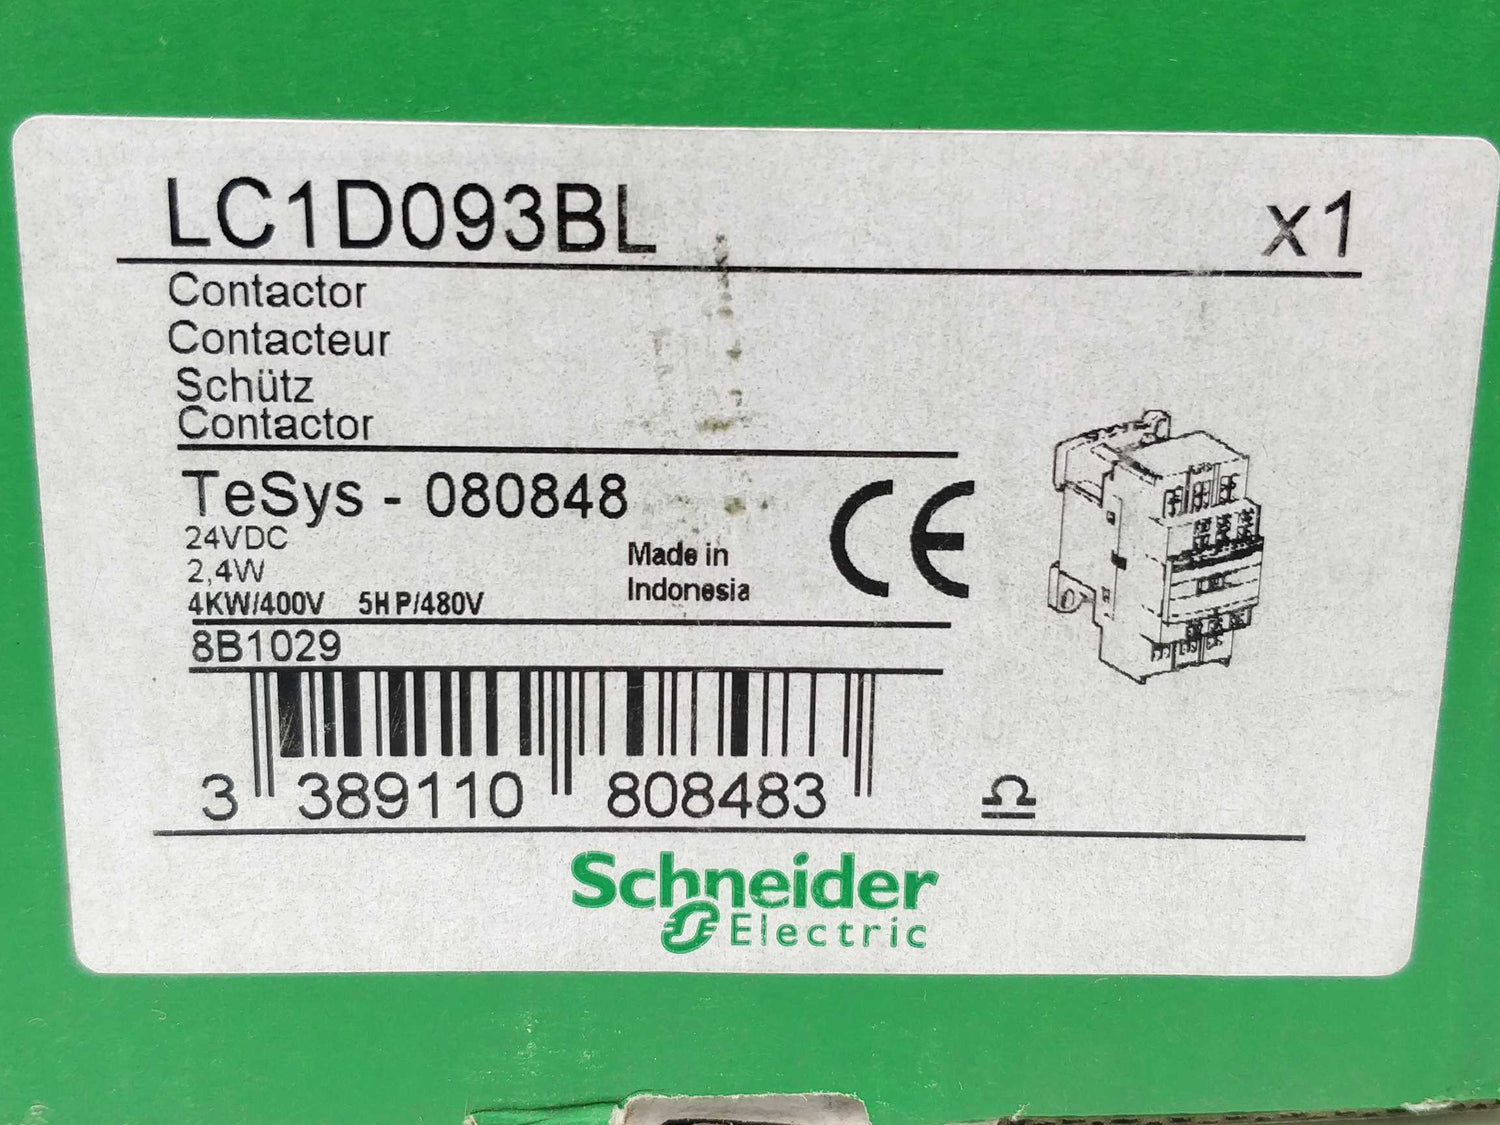 LC1D093BL x1
Contactor
Contacteur
Schütz
Contactor
TeSys - 080848
24VDC
2,4W
4KW/400V 5HP/480V
Made in
Indonesia
CE
8B1029
3 389110 808483
Schneider
Electric